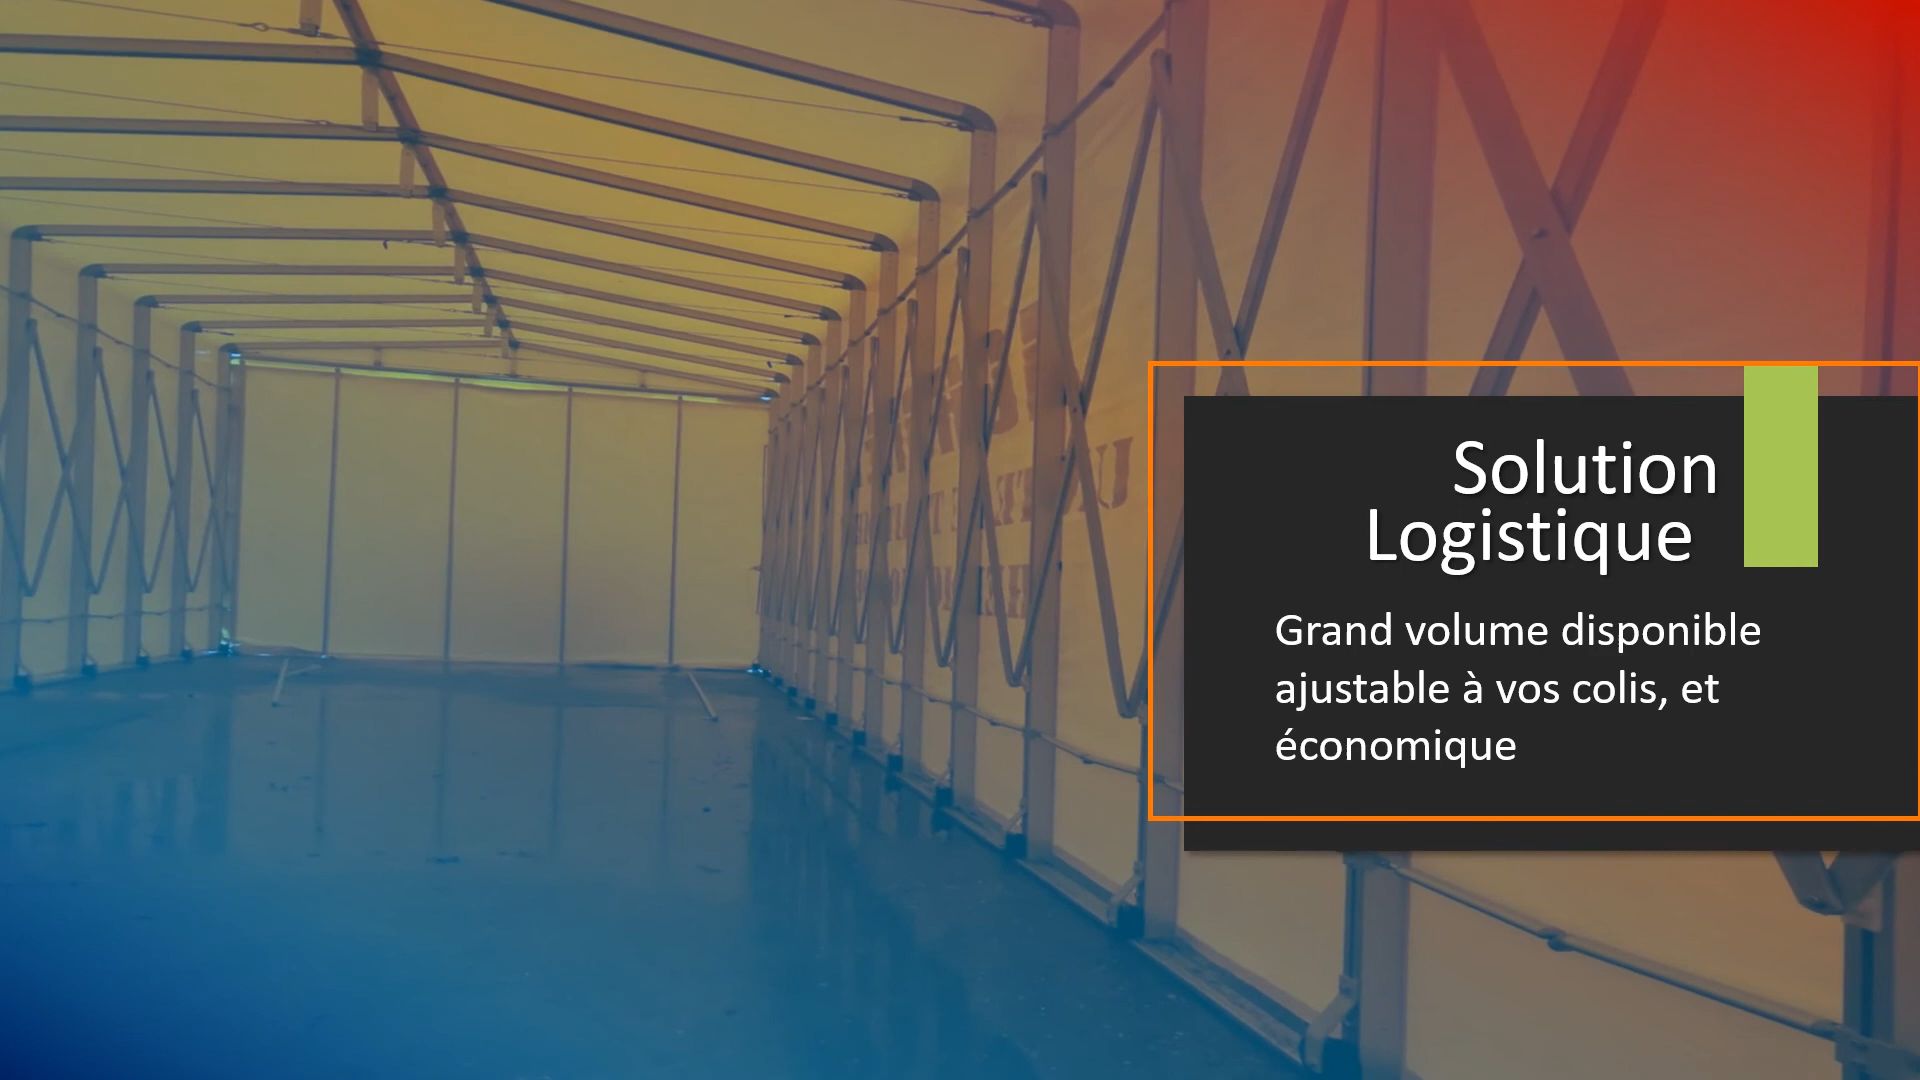 Solution
Logistique
Grand volume disponible
ajustable à vos colis, et
économique